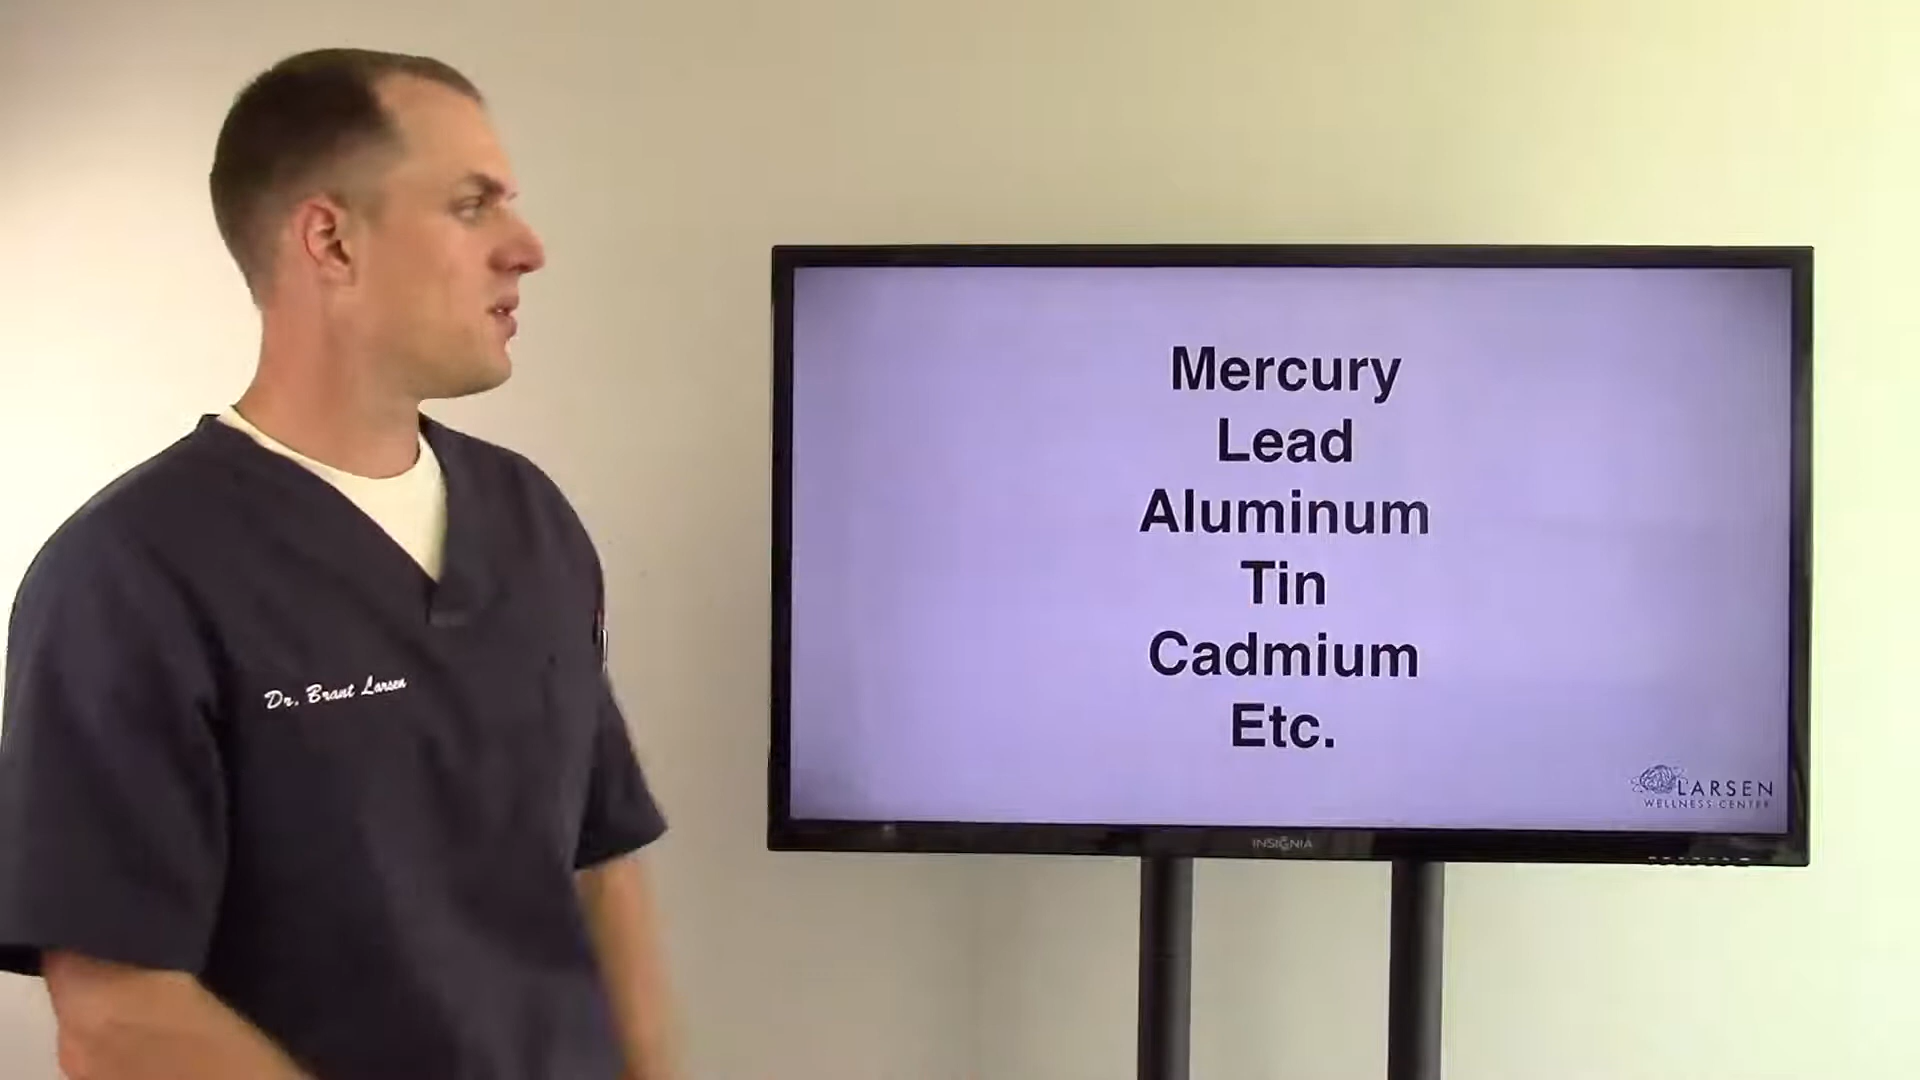 Mercury
Lead
Aluminum
Tin
Cadmium
Etc.
Dr. Brant Larsen
LARSEN
WELLNESS CENTER
INSIGNIA